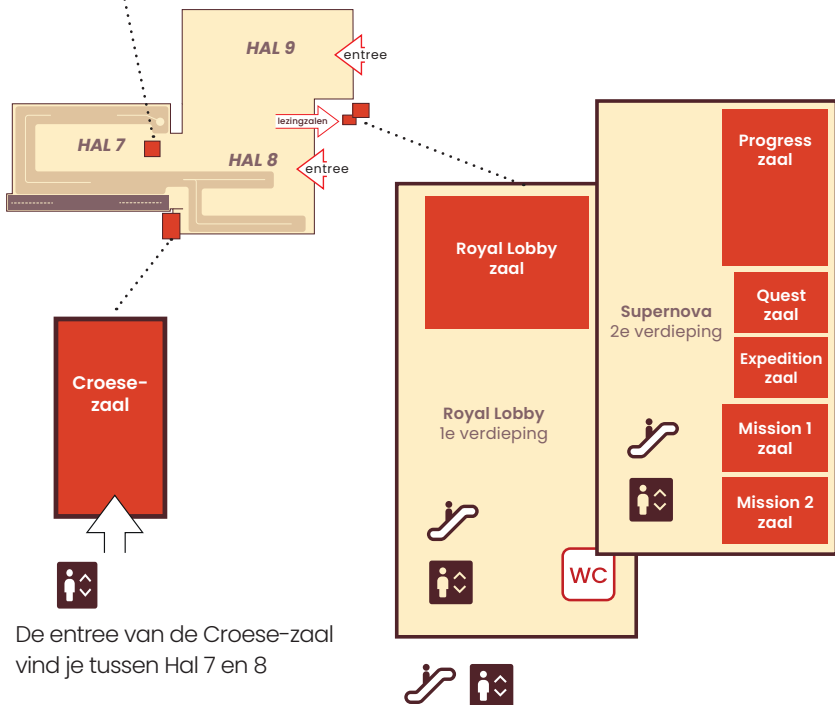 HAL 9
entree
lezingzalen
HAL 7
HAL 8
entree
Croese-
zaal
De entree van de Croese-zaal
vind je tussen Hal 7 en 8
Royal Lobby
zaal
Royal Lobby
1e verdieping
WC
Supernova
2e verdieping
Progress
zaal
Quest
zaal
Expedition
zaal
Mission 1
zaal
Mission 2
zaal